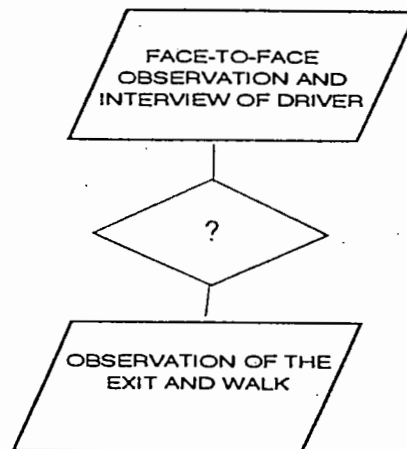 FACE-TO-FACE
OBSERVATION AND
INTERVIEW OF DRIVER
?
OBSERVATION OF THE
EXIT AND WALK